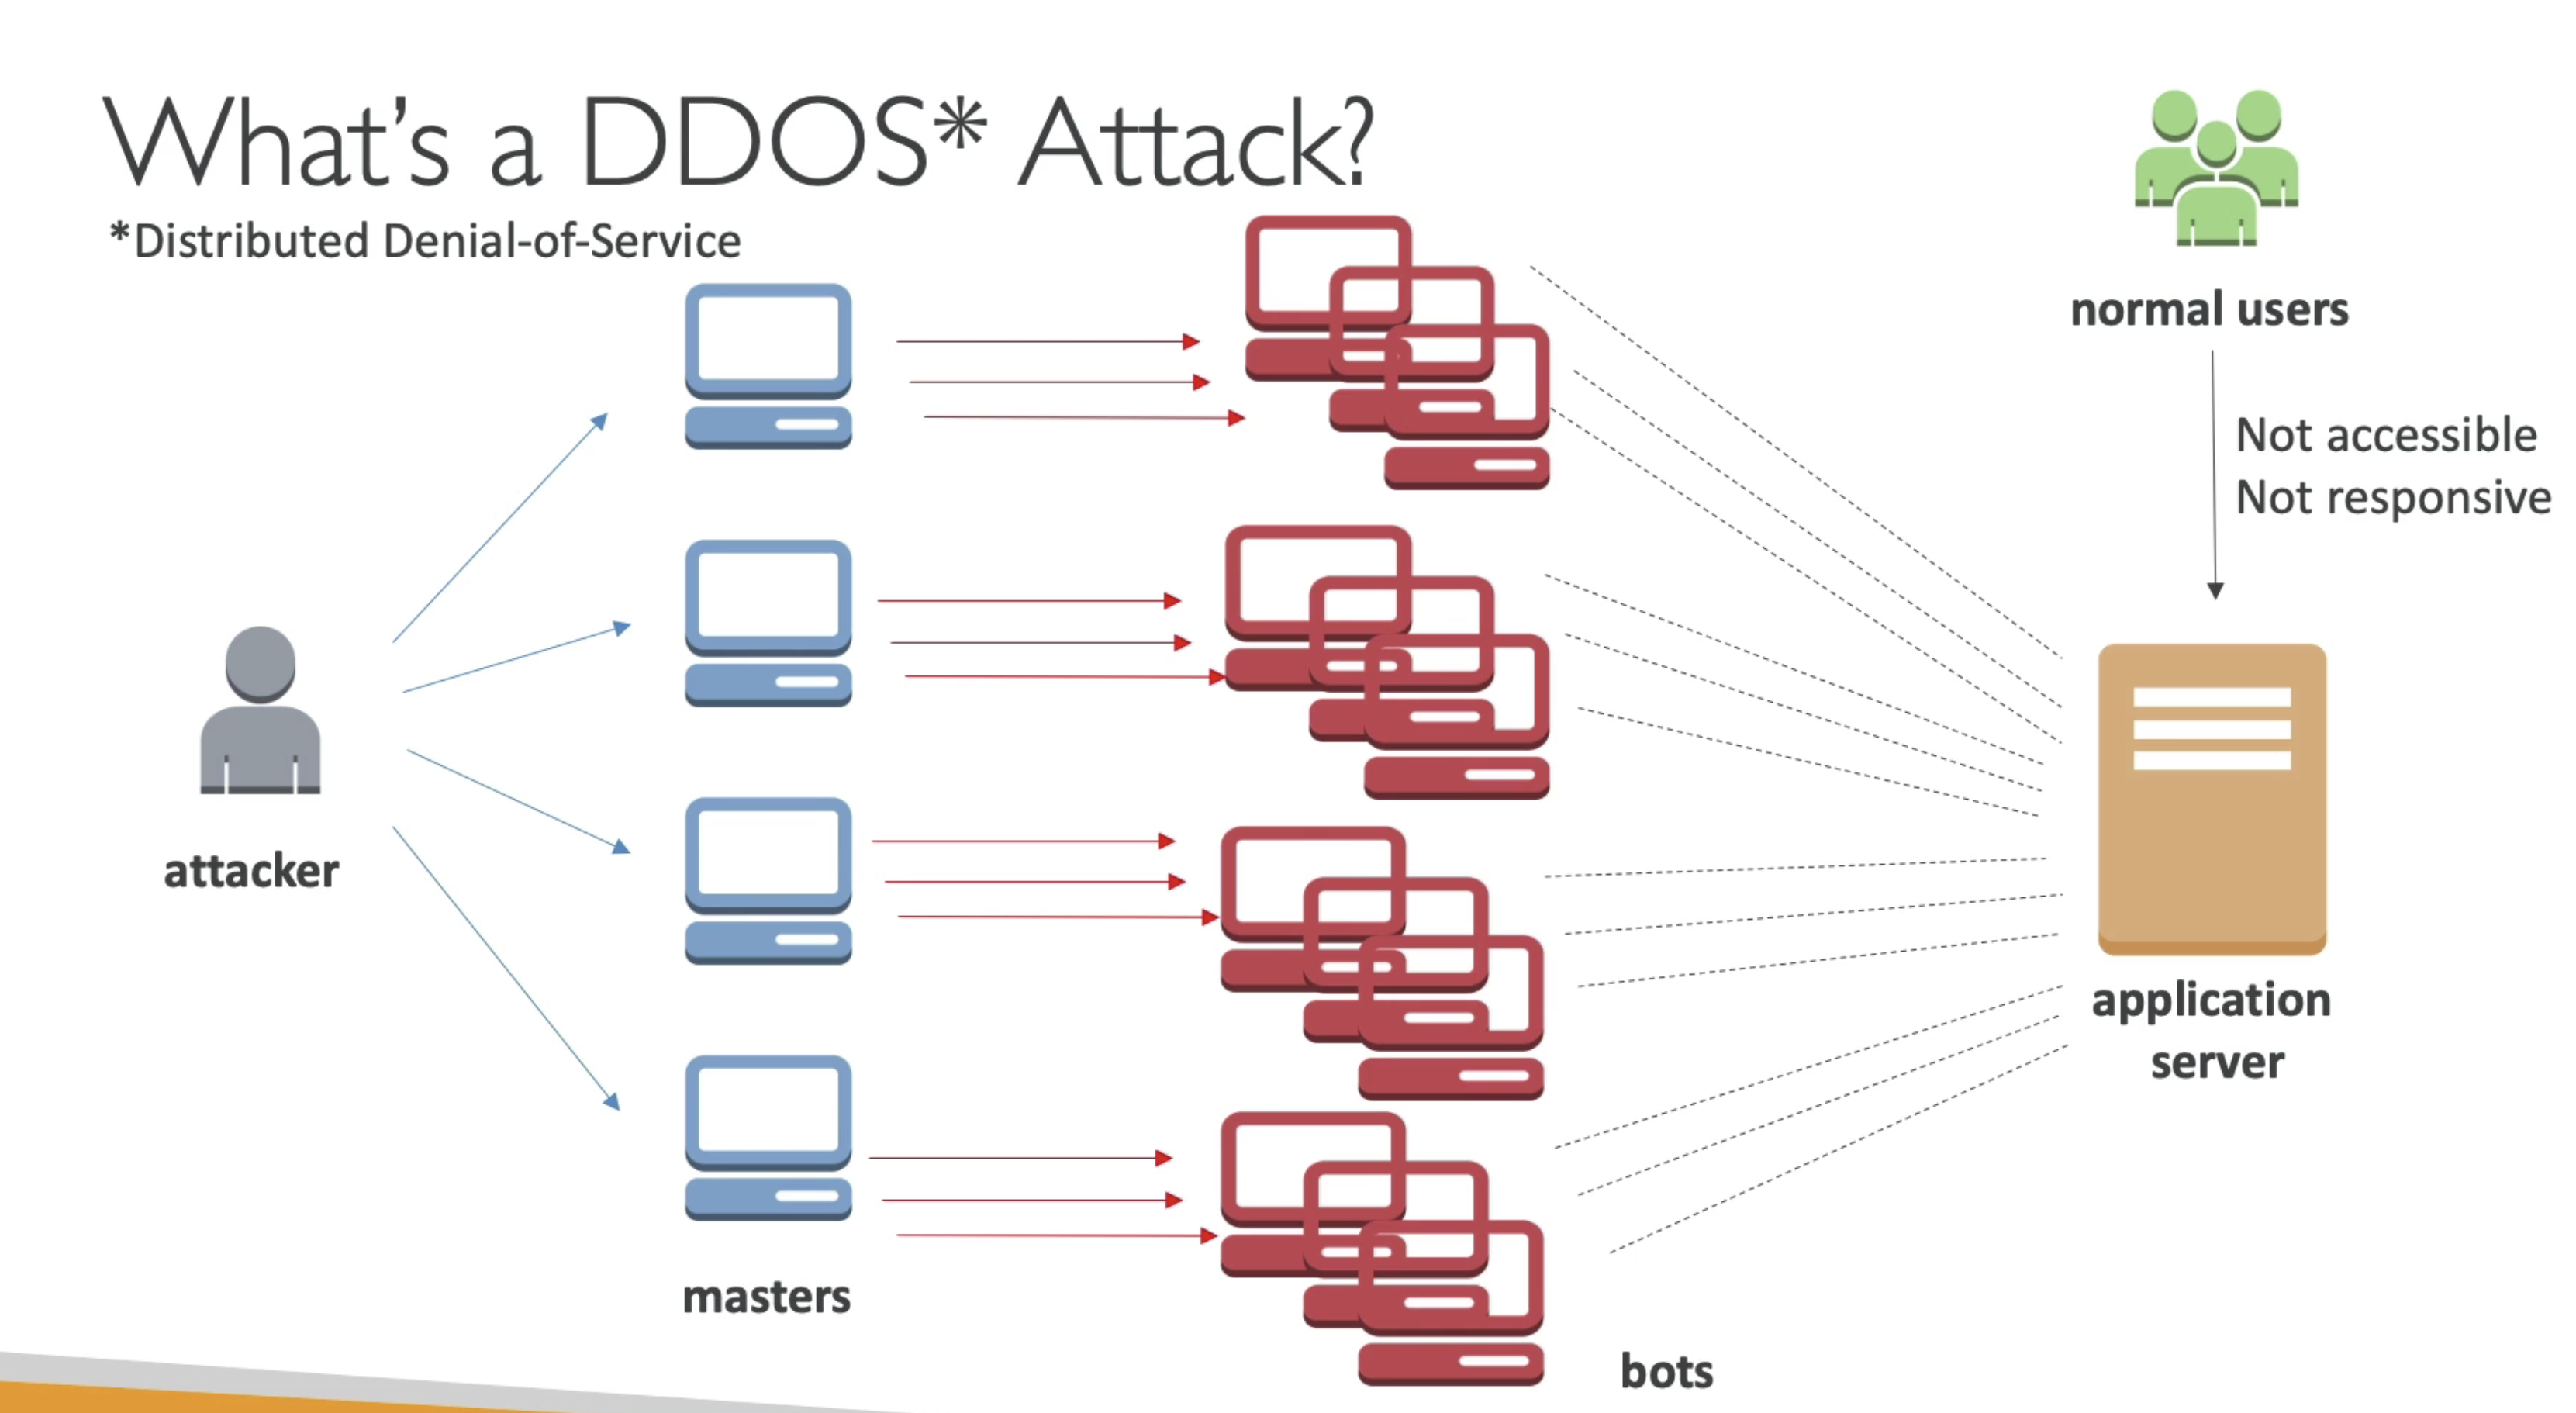 What's a DDOS* Attack?
*Distributed Denial-of-Service
normal users
Not accessible
Not responsive
attacker
application
server
masters
bots